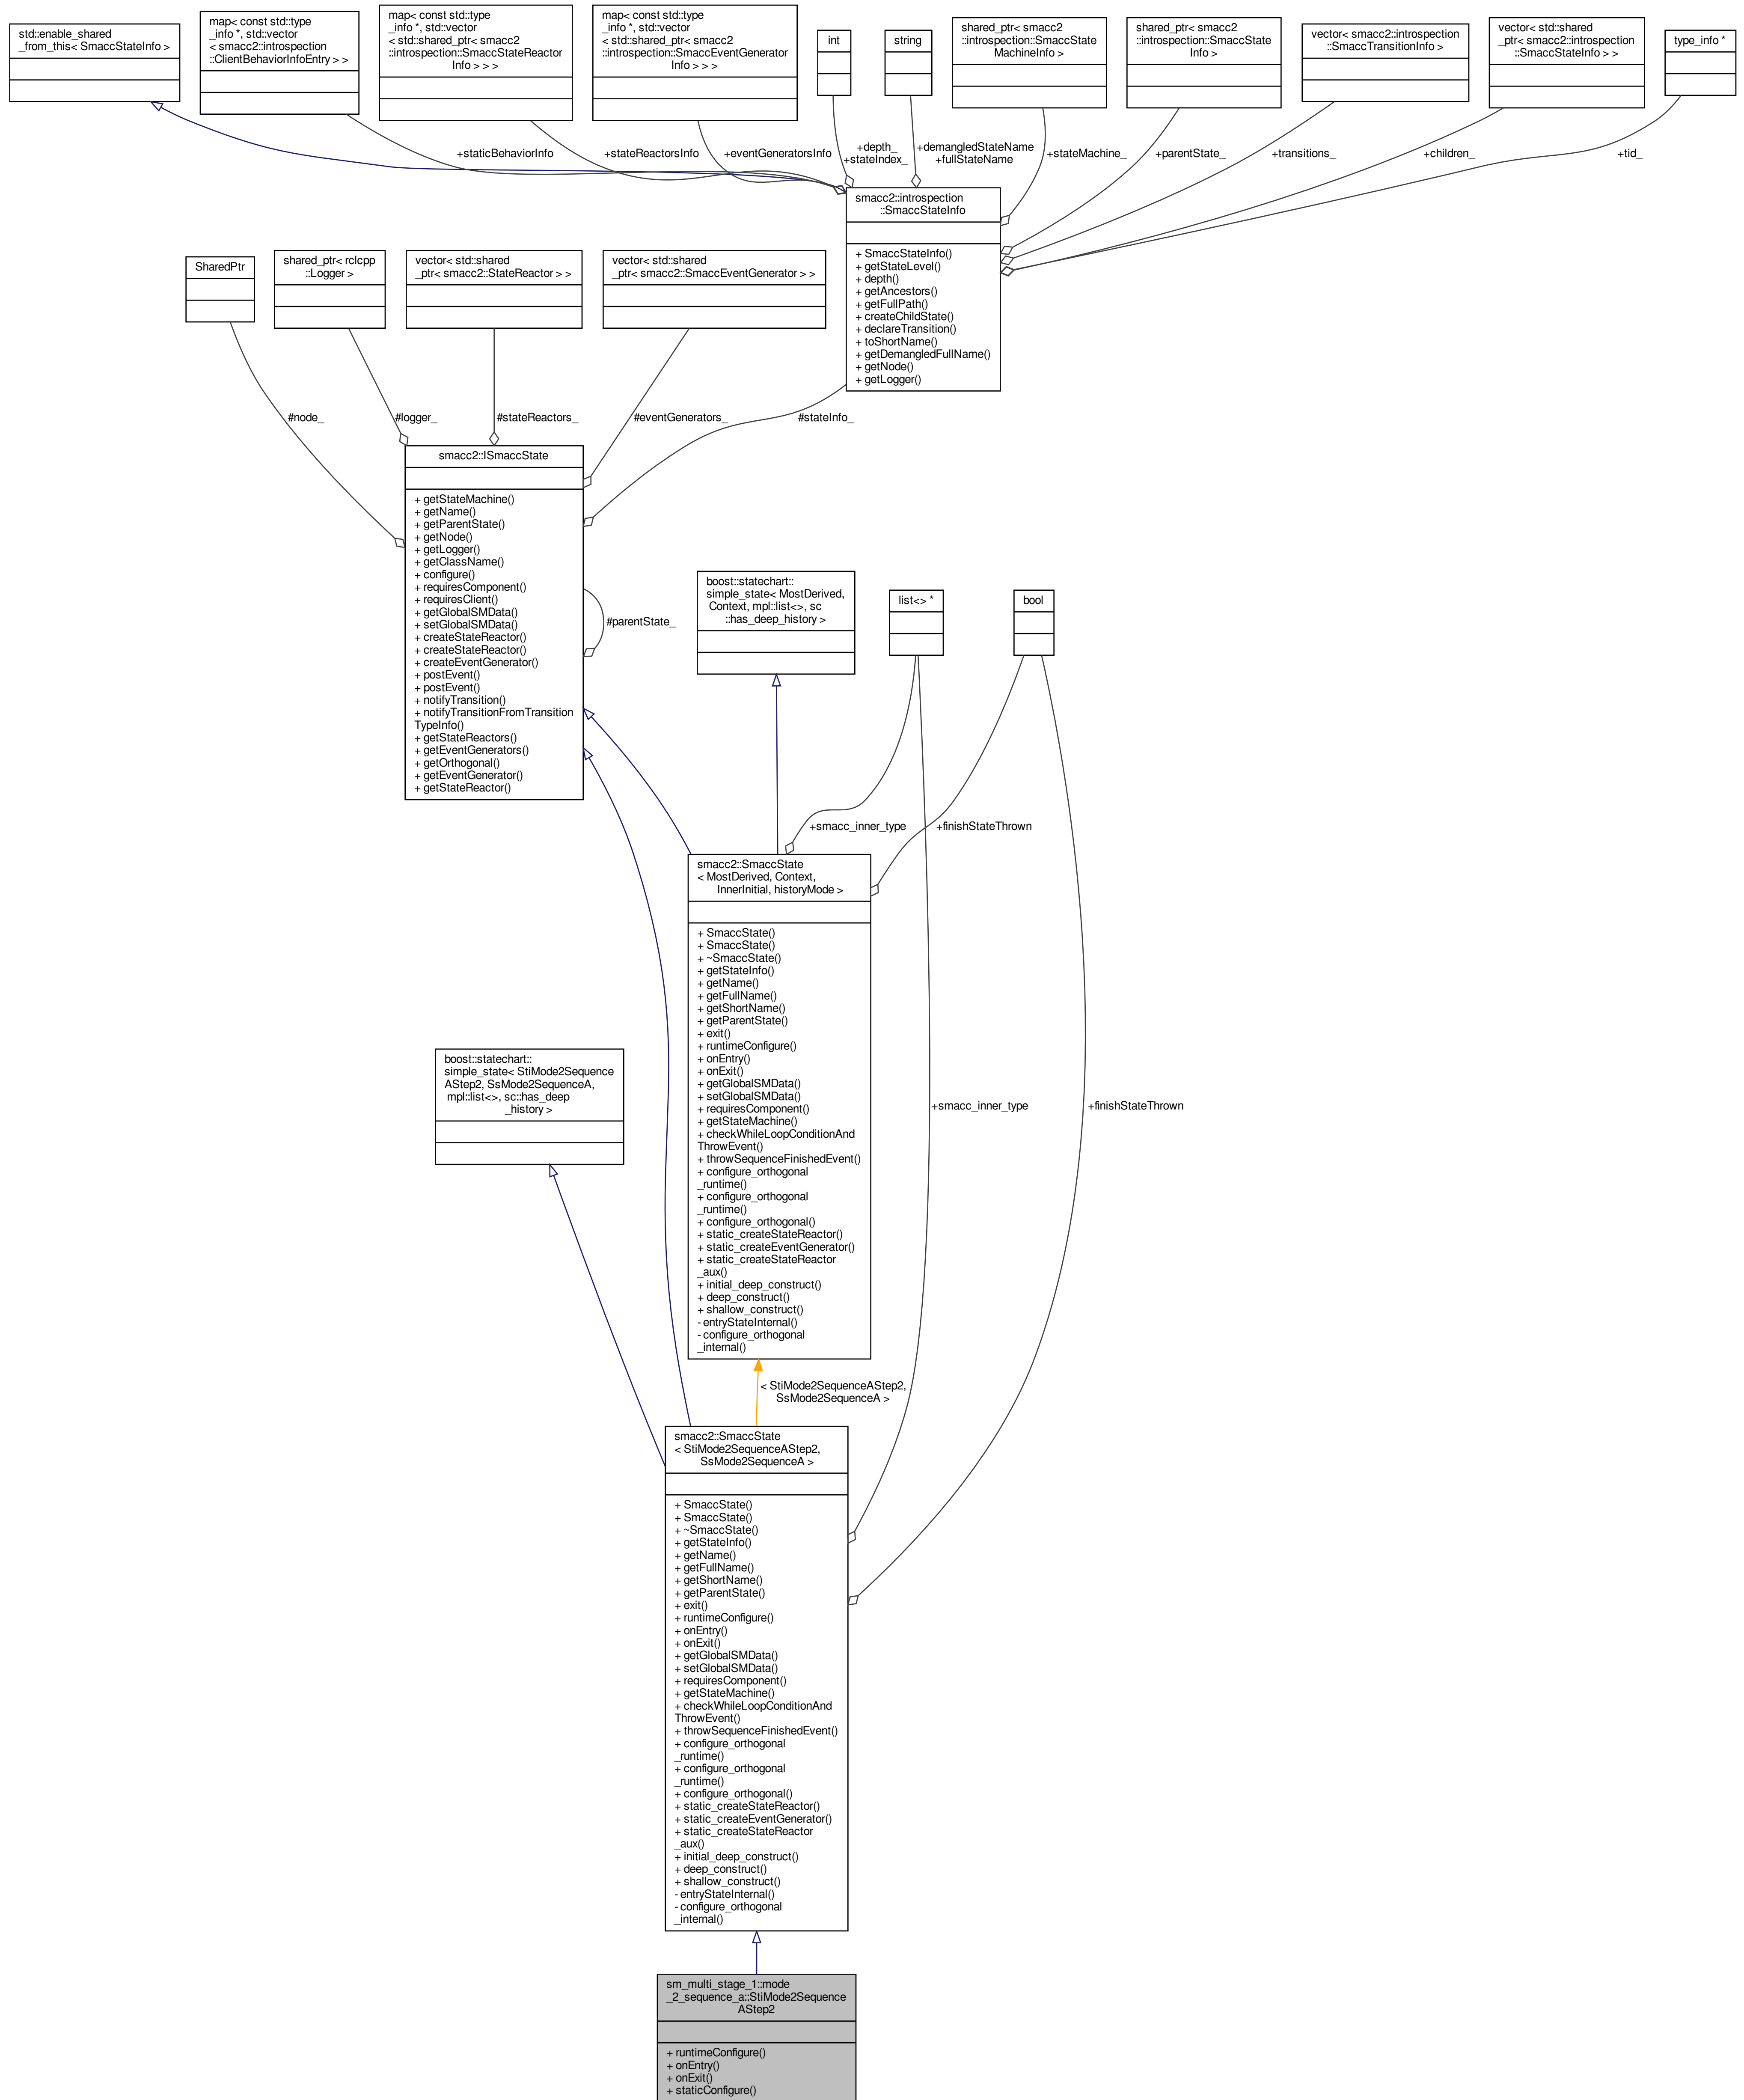 std::enable_shared
_from_this< SmaccStateInfo >
map< const std::type
_info *, std::vector
< smacc2::introspection
::ClientBehaviorInfoEntry > >
map< const std::type
_info *, std::vector
< std::shared_ptr< smacc2
::introspection::SmaccStateReactor
Info > > >
map< const std::type
_info *, std::vector
< std::shared_ptr< smacc2
::introspection::SmaccEventGenerator
Info > > >
int
string
shared_ptr< smacc2
::introspection::SmaccState
MachineInfo >
shared_ptr< smacc2
::introspection::SmaccState
Info >
vector< smacc2::introspection
::SmaccTransitionInfo >
vector< std::shared
_ptr< smacc2::introspection
::SmaccStateInfo > >
type_info *
+staticBehaviorInfo
+stateReactorsInfo
+eventGeneratorsInfo
+depth_
+stateIndex_
+demangledStateName
+fullStateName
+stateMachine_
+parentState_
+transitions_
+children_
+tid_
smacc2::introspection
::SmaccStateInfo
+ SmaccStateInfo()
+ getStateLevel()
+ depth()
+ getAncestors()
+ getFullPath()
+ createChildState()
+ declareTransition()
+ toShortName()
+ getDemangledFullName()
+ getNode()
+ getLogger()
SharedPtr
shared_ptr< rclcpp
::Logger >
vector< std::shared
_ptr< smacc2::StateReactor > >
vector< std::shared
_ptr< smacc2::SmaccEventGenerator > >
#node_
#logger_
#stateReactors_
#eventGenerators_
#stateInfo_
smacc2::ISmaccState
+ getStateMachine()
+ getName()
+ getParentState()
+ getNode()
+ getLogger()
+ getClassName()
+ configure()
+ requiresComponent()
+ requiresClient()
+ getGlobalSMData()
+ setGlobalSMData()
+ createStateReactor()
+ createStateReactor()
+ createEventGenerator()
+ postEvent()
+ postEvent()
+ notifyTransition()
+ notifyTransitionFromTransition
TypeInfo()
+ getStateReactors()
+ getEventGenerators()
+ getOrthogonal()
+ getEventGenerator()
+ getStateReactor()
#parentState_
boost::statechart::
simple_state< MostDerived,
Context, mpl::list<>, sc
::has_deep_history >
list<> *
bool
+smacc_inner_type
+finishStateThrown
smacc2::SmaccState
< MostDerived, Context,
InnerInitial, historyMode >
+ SmaccState()
+ SmaccState()
+ ~SmaccState()
+ getStateInfo()
+ getName()
+ getFullName()
+ getShortName()
+ getParentState()
+ exit()
+ runtimeConfigure()
+ onEntry()
+ onExit()
+ getGlobalSMData()
+ setGlobalSMData()
+ requiresComponent()
+ getStateMachine()
+ checkWhileLoopConditionAnd
ThrowEvent()
+ throwSequenceFinishedEvent()
+ configure_orthogonal
_runtime()
+ configure_orthogonal
_runtime()
+ configure_orthogonal()
+ static_createStateReactor()
+ static_createEventGenerator()
+ static_createStateReactor
_aux()
+ initial_deep_construct()
+ deep_construct()
+ shallow_construct()
- entryStateInternal()
- configure_orthogonal
_internal()
boost::statechart::
simple_state< StiMode2Sequence
AStep2, SsMode2SequenceA,
mpl::list<>, sc::has_deep
_history >
+smacc_inner_type
+finishStateThrown
< StiMode2SequenceAStep2,
SsMode2SequenceA >
smacc2::SmaccState
< StiMode2SequenceAStep2,
SsMode2SequenceA >
+ SmaccState()
+ SmaccState()
+ ~SmaccState()
+ getStateInfo()
+ getName()
+ getFullName()
+ getShortName()
+ getParentState()
+ exit()
+ runtimeConfigure()
+ onEntry()
+ onExit()
+ getGlobalSMData()
+ setGlobalSMData()
+ requiresComponent()
+ getStateMachine()
+ checkWhileLoopConditionAnd
ThrowEvent()
+ throwSequenceFinishedEvent()
+ configure_orthogonal
_runtime()
+ configure_orthogonal
_runtime()
+ configure_orthogonal()
+ static_createStateReactor()
+ static_createEventGenerator()
+ static_createStateReactor
_aux()
+ initial_deep_construct()
+ deep_construct()
+ shallow_construct()
- entryStateInternal()
- configure_orthogonal
_internal()
sm_multi_stage_1::mode
_2_sequence_a::StiMode2Sequence
AStep2
+ runtimeConfigure()
+ onEntry()
+ onExit()
+ staticConfigure()